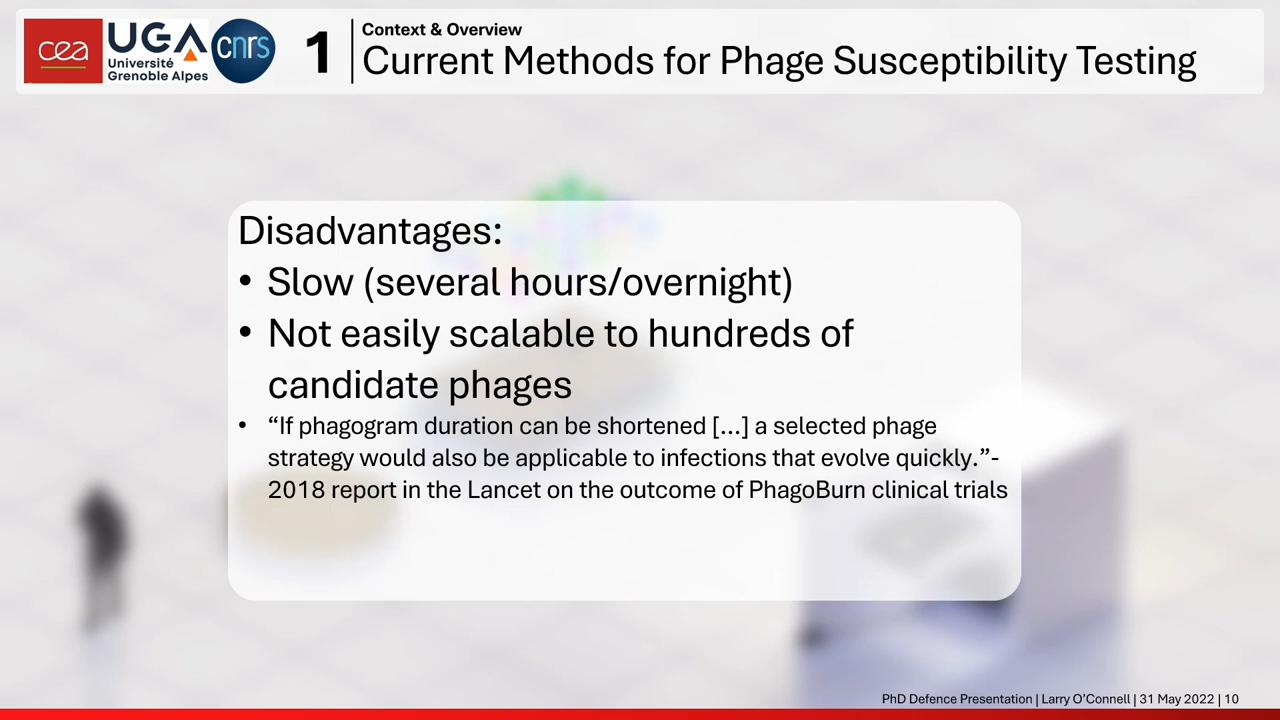 cea
UGA
Université
Grenoble Alpes
cnrs
1
Context & Overview
Current Methods for Phage Susceptibility Testing
Disadvantages:
• Slow (several hours/overnight)
• Not easily scalable to hundreds of
candidate phages
• “If phagogram duration can be shortened [...] a selected phage
strategy would also be applicable to infections that evolve quickly.”-
2018 report in the Lancet on the outcome of PhagoBurn clinical trials
PhD Defence Presentation | Larry O’Connell | 31 May 2022 | 10